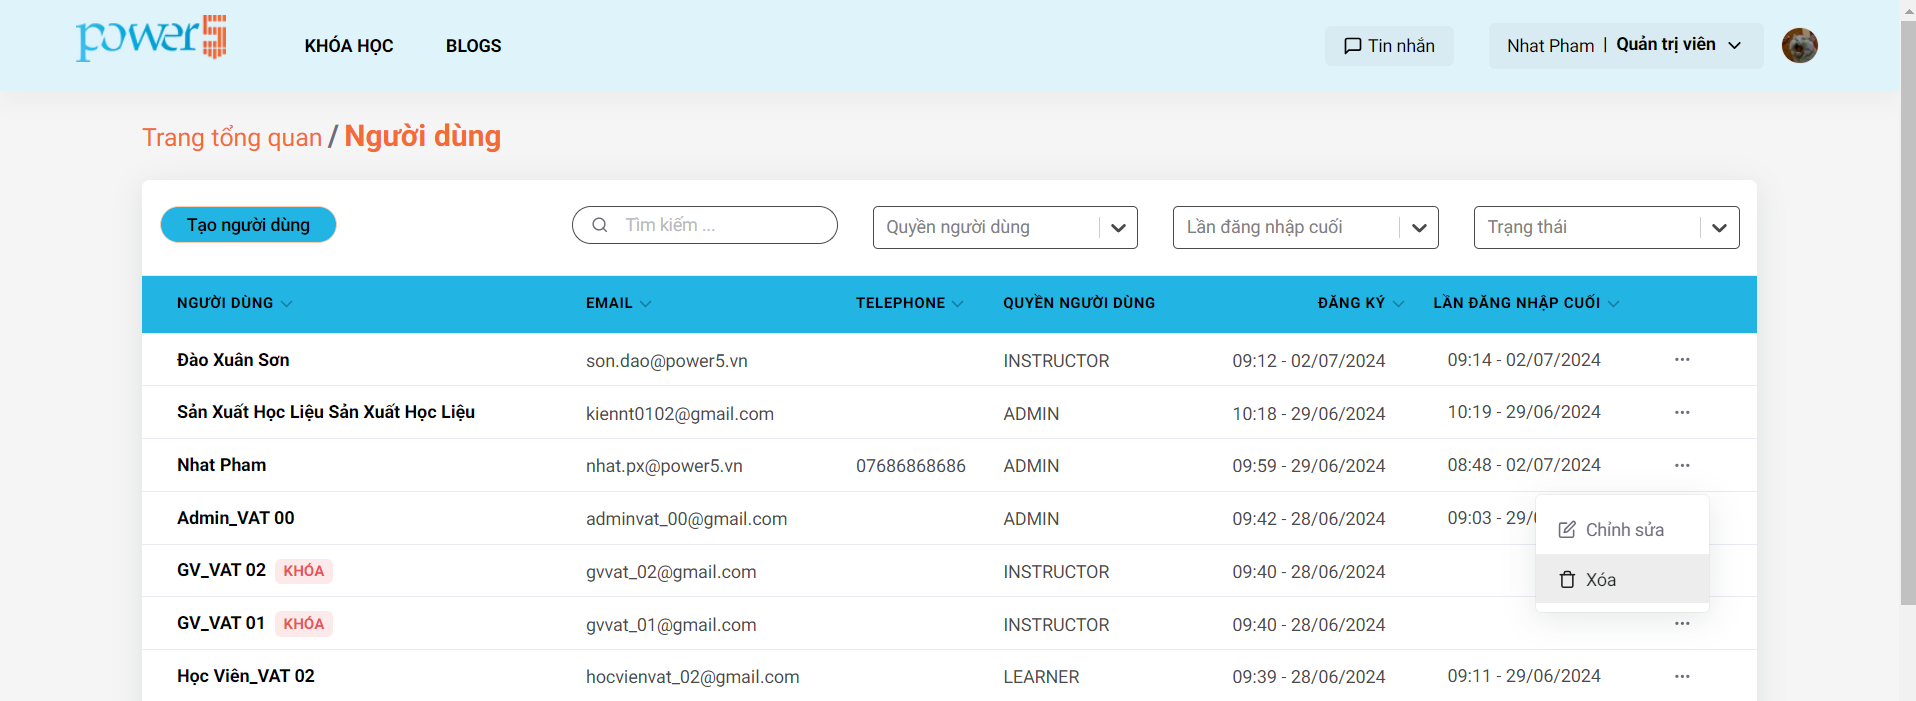 power5 KHÓA HỌC BLOGS Tin nhắn Nhat Pham | Quản trị viên
Trang tổng quan / Người dùng
Tạo người dùng Tìm kiếm ... Quyền người dùng Lần đăng nhập cuối Trạng thái
NGƯỜI DÙNG EMAIL TELEPHONE QUYỀN NGƯỜI DÙNG ĐĂNG KÝ LẦN ĐĂNG NHẬP CUỐI
Đào Xuân Sơn son.dao@power5.vn INSTRUCTOR 09:12 - 02/07/2024 09:14 - 02/07/2024 ...
Sản Xuất Học Liệu Sản Xuất Học Liệu kiennt0102@gmail.com ADMIN 10:18 - 29/06/2024 10:19 - 29/06/2024 ...
Nhat Pham nhat.px@power5.vn 07686868686 ADMIN 09:59 - 29/06/2024 08:48 - 02/07/2024 ...
Admin_VAT 00 adminvat_00@gmail.com ADMIN 09:42 - 28/06/2024 09:03 - 29/
Chỉnh sửa
GV_VAT 02 KHÓA gvvat_02@gmail.com INSTRUCTOR 09:40 - 28/06/2024
Xóa
GV_VAT 01 KHÓA gvvat_01@gmail.com INSTRUCTOR 09:40 - 28/06/2024 ...
Học Viên_VAT 02 hocvienvat_02@gmail.com LEARNER 09:39 - 28/06/2024 09:11 - 29/06/2024 ...